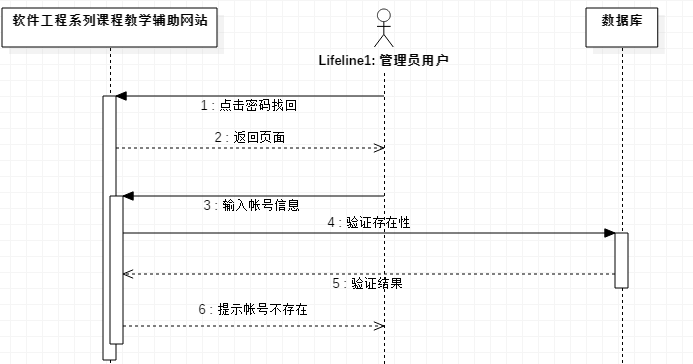 软件工程系列课程教学辅助网站
数据库
Lifeline1: 管理员用户
1 : 点击密码找回
2 : 返回页面
3 : 输入帐号信息
4 : 验证存在性
5 : 验证结果
6 : 提示帐号不存在